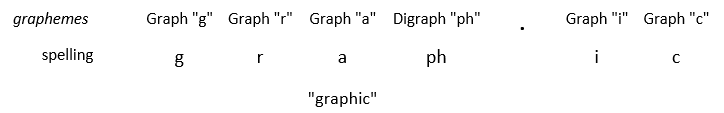 graphemes Graph "g" Graph "r" Graph "a" Digraph "ph" . Graph "i" Graph "c"
spelling g r a ph i c
"graphic"